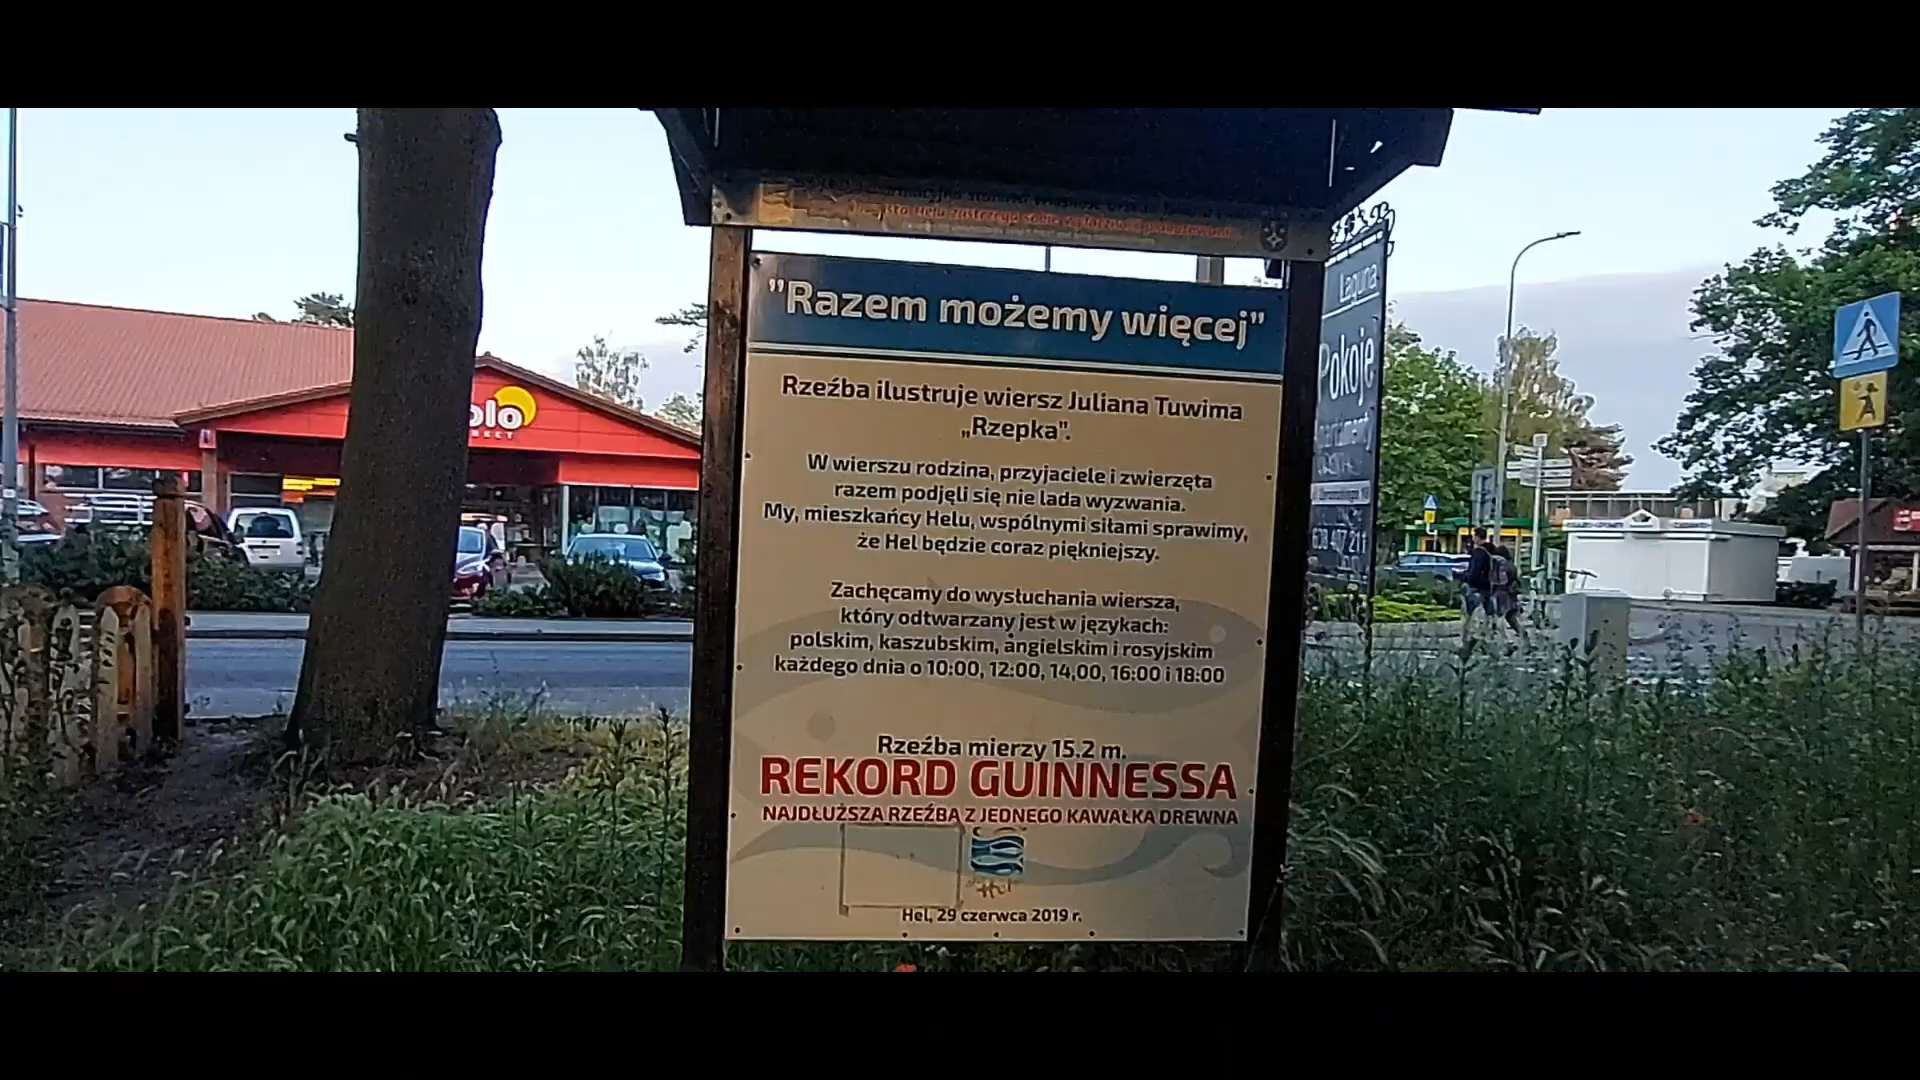 "Razem możemy więcej"
Rzeźba ilustruje wiersz Juliana Tuwima
„Rzepka".
W wierszu rodzina, przyjaciele i zwierzęta
razem podjęli się nie lada wyzwania.
My, mieszkańcy Helu, wspólnymi siłami sprawimy,
że Hel będzie coraz piękniejszy.
Zachęcamy do wysłuchania wiersza,
który odtwarzany jest w językach:
polskim, kaszubskim, angielskim i rosyjskim
każdego dnia o 10:00, 12:00, 14,00, 16:00 i 18:00
Rzeźba mierzy 15.2 m.
REKORD GUINNESSA
NAJDŁUŻSZA RZEŹBA Z JEDNEGO KAWAŁKA DREWNA
Hel
Hel, 29 czerwca 2019 r.
olo
Laguna
Pokoje